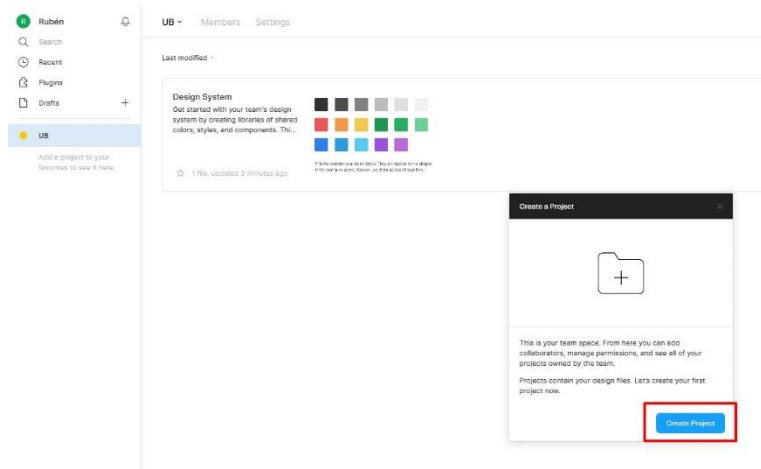 R Rubén
Search
Recent
Plugins
Drafts +
UB
Add a project to your
favorites to see it here.
UB Members Settings
Last modified
Design System
Get started with your team's design
system by creating libraries of shared
colors, styles, and components. Thi...
1 file, updated 3 minutes ago
Create a Project
This is your team space. From here you can add
collaborators, manage permissions, and see all of your
projects owned by the team.
Projects contain your design files. Let's create your first
project now.
Create Project